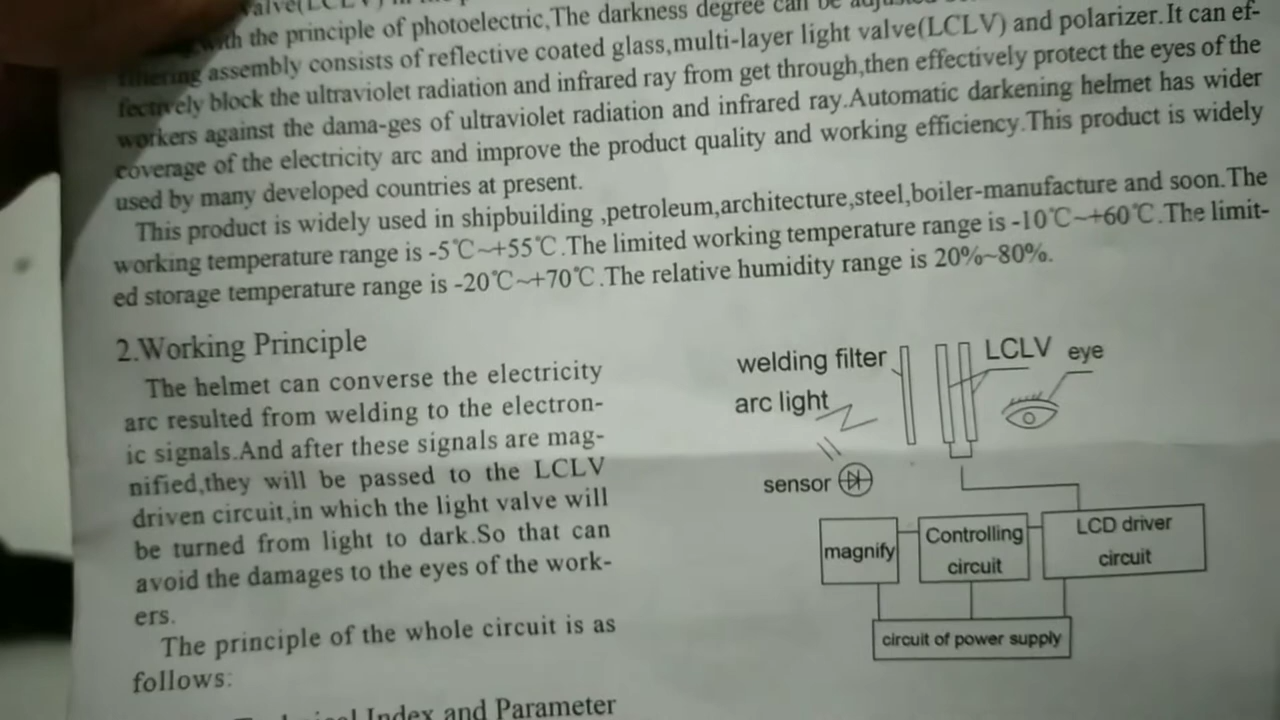 valve(LCLV)
with the principle of photoelectric,The darkness degree can be
filtering assembly consists of reflective coated glass,multi-layer light valve(LCLV) and polarizer.It can ef-
fectively block the ultraviolet radiation and infrared ray from get through,then effectively protect the eyes of the
workers against the dama-ges of ultraviolet radiation and infrared ray.Automatic darkening helmet has wider
coverage of the electricity arc and improve the product quality and working efficiency.This product is widely
used by many developed countries at present.
This product is widely used in shipbuilding ,petroleum,architecture,steel,boiler-manufacture and soon.The
working temperature range is -5℃~+55℃.The limited working temperature range is -10℃~+60℃.The limit-
ed storage temperature range is -20℃~+70℃.The relative humidity range is 20%~80%.
2.Working Principle
The helmet can converse the electricity
arc resulted from welding to the electron-
ic signals.And after these signals are mag-
nified,they will be passed to the LCLV
driven circuit,in which the light valve will
be turned from light to dark.So that can
avoid the damages to the eyes of the work-
ers.
The principle of the whole circuit is as
follows:
welding filter
LCLV
eye
arc light
sensor
magnify
Controlling
circuit
LCD driver
circuit
circuit of power supply
Index and Parameter